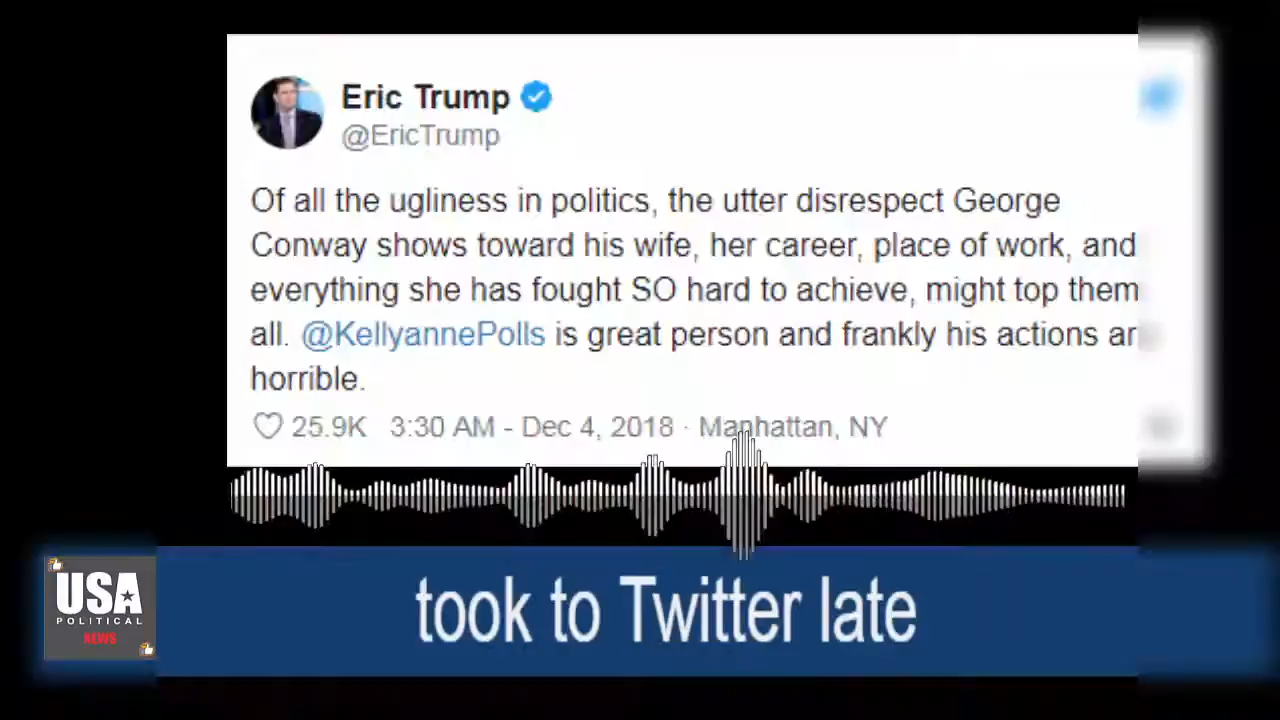 Eric Trump
@EricTrump
Of all the ugliness in politics, the utter disrespect George
Conway shows toward his wife, her career, place of work, and
everything she has fought SO hard to achieve, might top them
all. @KellyannePolls is great person and frankly his actions ar
horrible.
25.9K 3:30 AM - Dec 4, 2018 · Manhattan, NY
took to Twitter late
USA
POLITICAL
NEWS